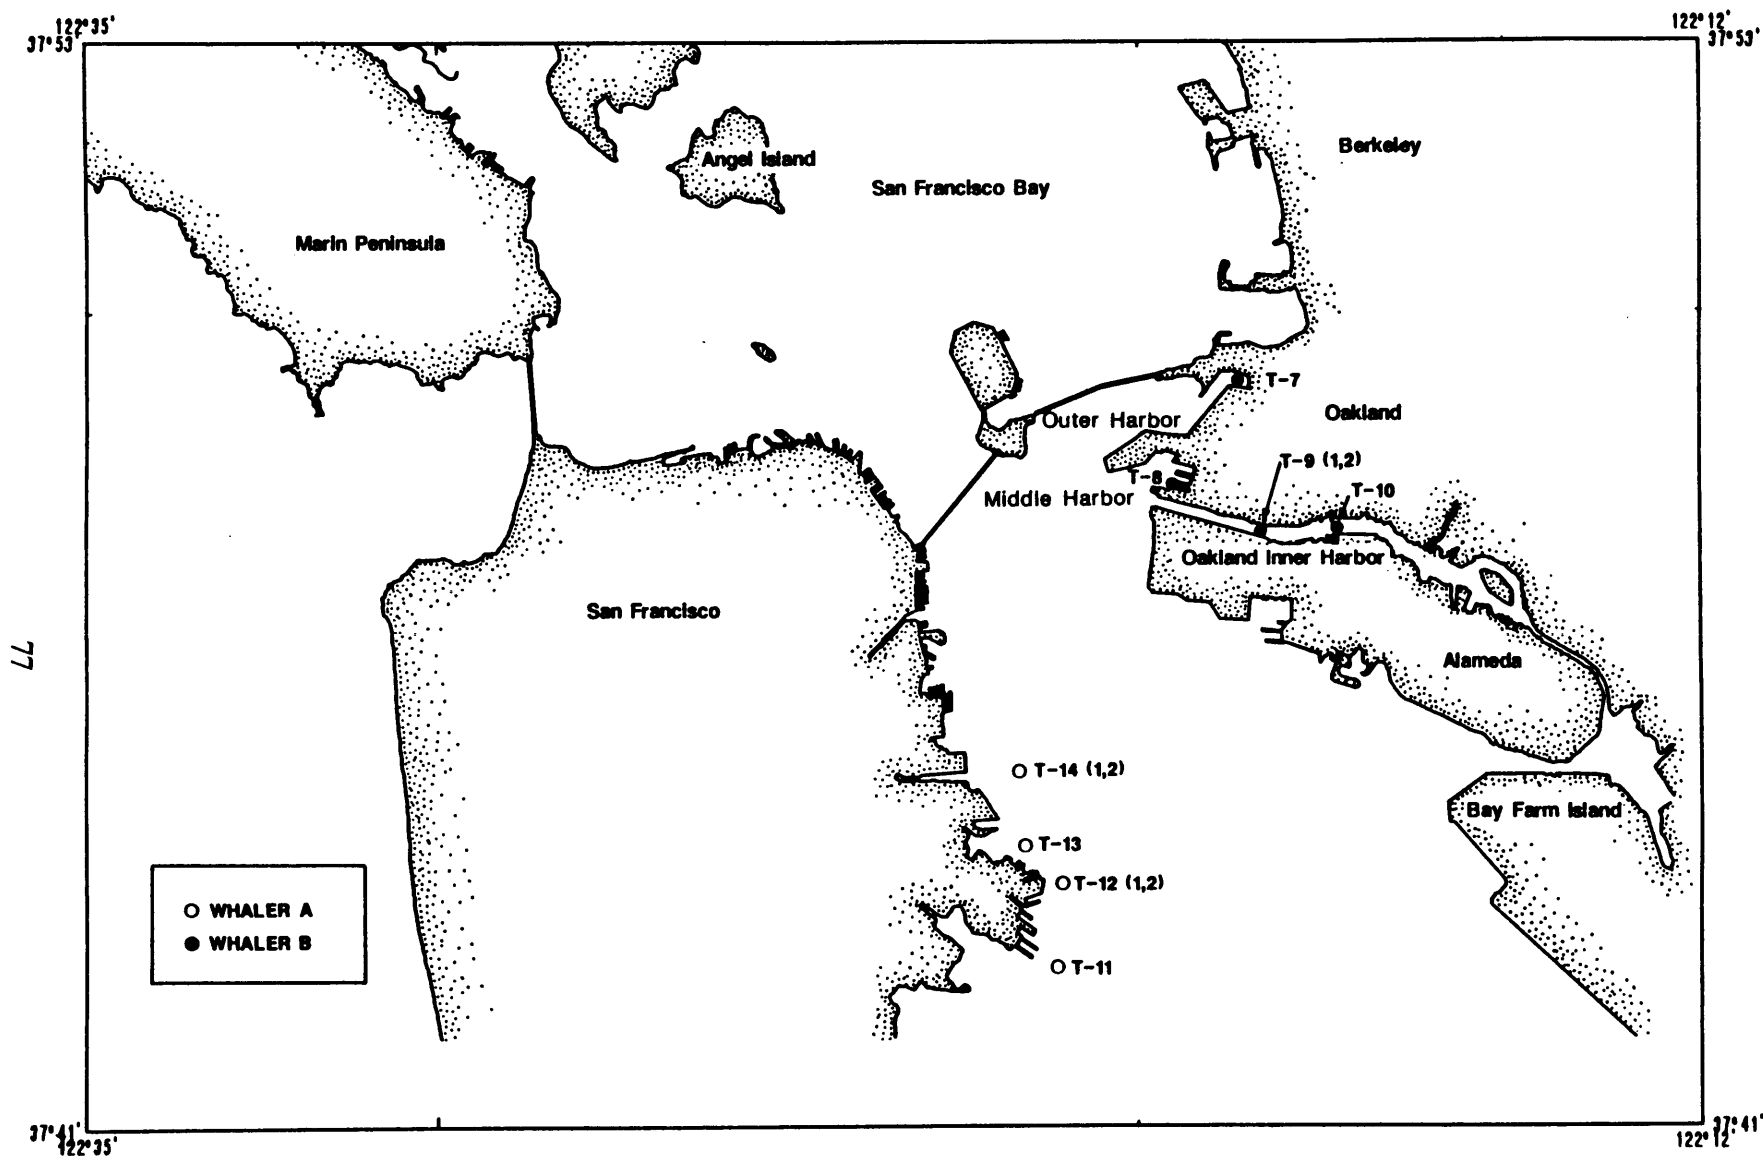 122°35'
122°12'
37°53'
37°53'
Berkeley
Angel Island
San Francisco Bay
Marin Peninsula
T-7
Outer Harbor
Oakland
T-9 (1,2)
T-8
T-10
Middle Harbor
Oakland Inner Harbor
San Francisco
77
Alameda
T-14 (1,2)
Bay Farm Island
T-13
T-12 (1,2)
WHALER A
WHALER B
T-11
37°41'
37°41'
122°35'
122°12'